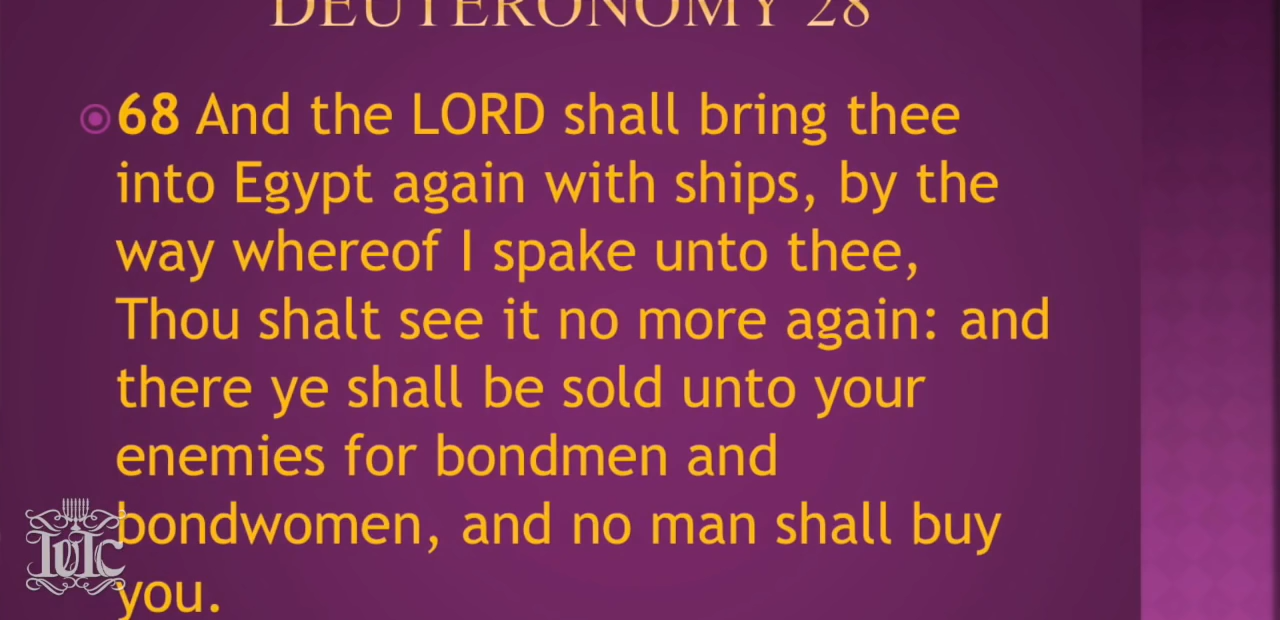 DEUTERONOMY 28
68 And the LORD shall bring thee
into Egypt again with ships, by the
way whereof I spake unto thee,
Thou shalt see it no more again: and
there ye shall be sold unto your
enemies for bondmen and
bondwomen, and no man shall buy
you.
IUIC